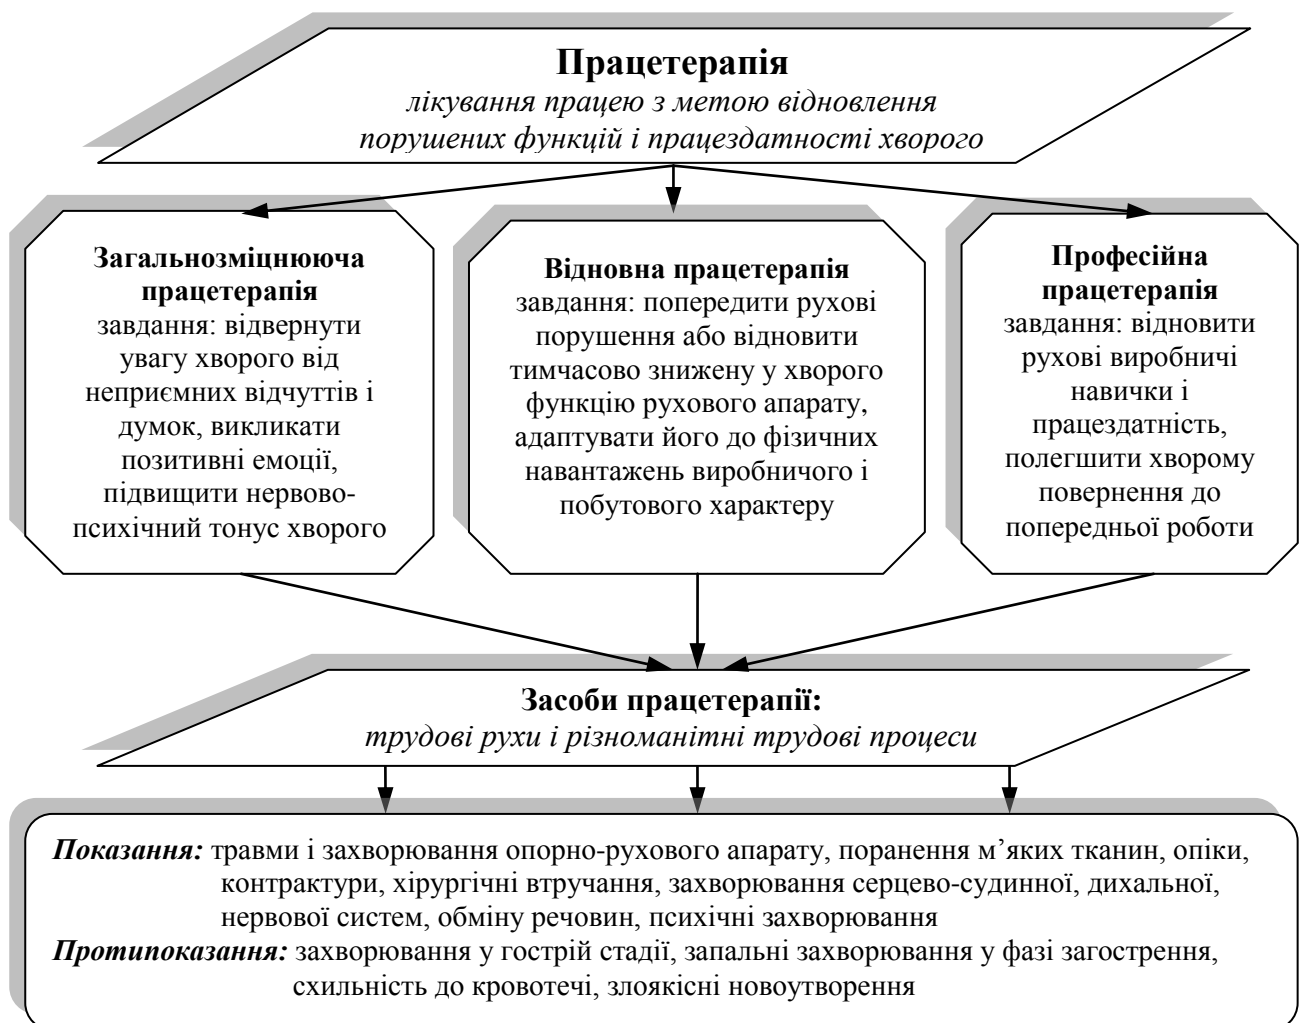 Працетерапія
лікування працею з метою відновлення
порушених функцій і працездатності хворого
Загальнозміцнююча
працетерапія
завдання: відвернути
увагу хворого від
неприємних відчуттів і
думок, викликати
позитивні емоції,
підвищити нервово-
психічний тонус хворого
Відновна працетерапія
завдання: попередити рухові
порушення або відновити
тимчасово знижену у хворого
функцію рухового апарату,
адаптувати його до фізичних
навантажень виробничого і
побутового характеру
Професійна
працетерапія
завдання: відновити
рухові виробничі
навички і
працездатність,
полегшити хворому
повернення до
попередньої роботи
Засоби працетерапії:
трудові рухи і різноманітні трудові процеси
Показання: травми і захворювання опорно-рухового апарату, поранення м’яких тканин, опіки,
контрактури, хірургічні втручання, захворювання серцево-судинної, дихальної,
нервової систем, обміну речовин, психічні захворювання
Протипоказання: захворювання у гострій стадії, запальні захворювання у фазі загострення,
схильність до кровотечі, злоякісні новоутворення